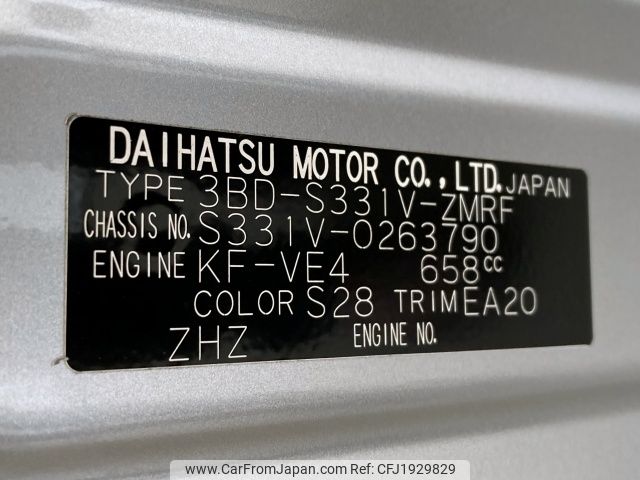 DAIHATSU MOTOR CO., LTD. JAPAN
TYPE 3BD-S331V-ZMRF
CHASSIS NO. S331V-0263790
ENGINE KF-VE4 658cc
COLOR S28 TRIM EA20
ZHZ ENGINE NO.
www.CarFromJapan.com - Ref No: CFJ1929829